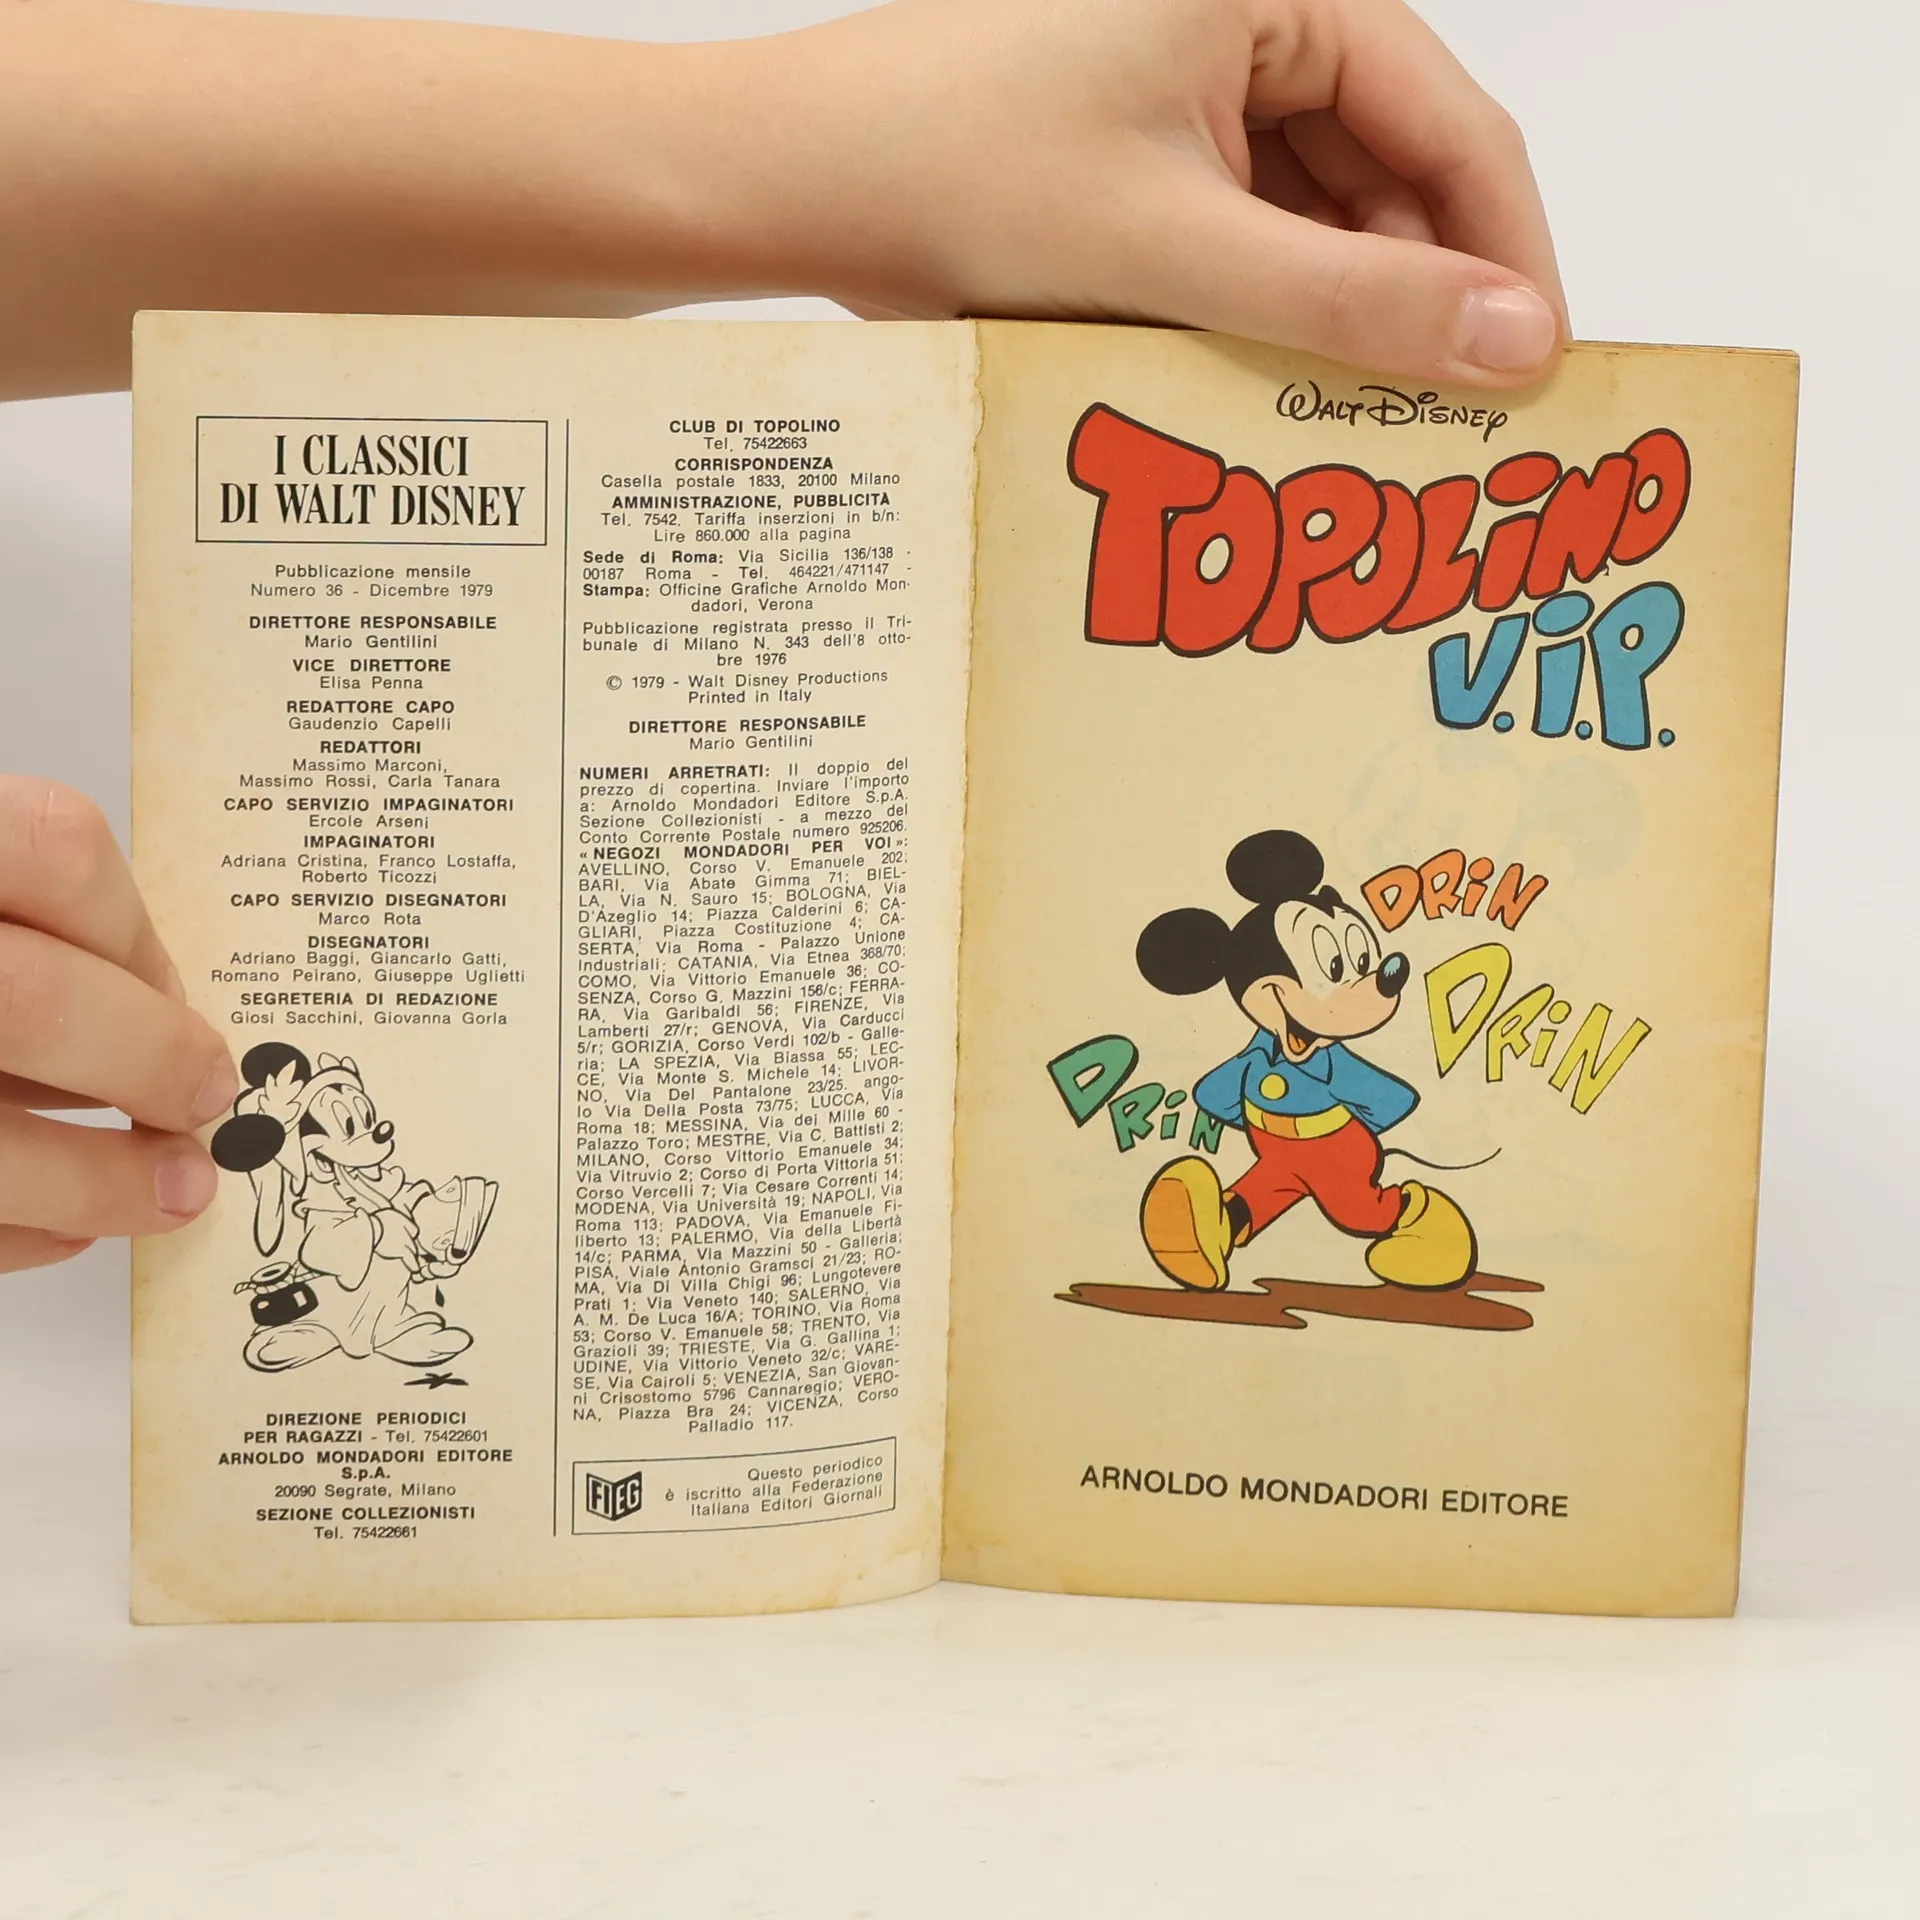 I CLASSICI
DI WALT DISNEY
Pubblicazione mensile
Numero 36 - Dicembre 1979
DIRETTORE RESPONSABILE
Mario Gentilini
VICE DIRETTORE
Elisa Penna
REDATTORE CAPO
Gaudenzio Capelli
REDATTORI
Massimo Marconi,
Massimo Rossi, Carla Tanara
CAPO SERVIZIO IMPAGINATORI
Ercole Arseni
IMPAGINATORI
Adriana Cristina, Franco Lostaffa,
Roberto Ticozzi
CAPO SERVIZIO DISEGNATORI
Marco Rota
DISEGNATORI
Adriano Baggi, Giancarlo Gatti,
Romano Peirano, Giuseppe Uglietti
SEGRETERIA DI REDAZIONE
Giosi Sacchini, Giovanna Gorla
DIREZIONE PERIODICI
PER RAGAZZI - Tel. 75422601
ARNOLDO MONDADORI EDITORE
S.p.A.
20090 Segrate, Milano
SEZIONE COLLEZIONISTI
Tel. 75422661
CLUB DI TOPOLINO
Tel. 75422663
CORRISPONDENZA
Casella postale 1833, 20100 Milano
AMMINISTRAZIONE, PUBBLICITÀ
Tel. 7542. Tariffa inserzioni in b/n:
Lire 860.000 alla pagina
Sede di Roma: Via Sicilia 136/138 -
00187 Roma - Tel. 464221/471147 -
Stampa: Officine Grafiche Arnoldo Mon-
dadori, Verona
Pubblicazione registrata presso il Tri-
bunale di Milano N. 343 dell'8 otto-
bre 1976
© 1979 - Walt Disney Productions
Printed in Italy
DIRETTORE RESPONSABILE
Mario Gentilini
NUMERI ARRETRATI: Il doppio del
prezzo di copertina. Inviare l'importo
a: Arnoldo Mondadori Editore S.p.A.
Sezione Collezionisti - a mezzo del
Conto Corrente Postale numero 925206.
« NEGOZI MONDADORI PER VOI »:
AVELLINO, Corso V. Emanuele 202;
BARI, Via Abate Gimma 71; BIEL-
LA, Via N. Sauro 15; BOLOGNA, Via
D'Azeglio 14; Piazza Calderini 6; CA-
GLIARI, Piazza Costituzione 4; CA-
SERTA, Via Roma - Palazzo Unione
Industriali; CATANIA, Via Etnea 368/70;
COMO, Via Vittorio Emanuele 36; CO-
SENZA, Corso G. Mazzini 156/c; FERRA-
RA, Via Garibaldi 56; FIRENZE, Via
Lamberti 27/r; GENOVA, Via Carducci
5/r; GORIZIA, Corso Verdi 102/b - Galle-
ria; LA SPEZIA, Via Biassa 55; LEC-
CE, Via Monte S. Michele 14; LIVOR-
NO, Via Del Pantalone 23/25. ango-
lo Via Della Posta 73/75; LUCCA, Via
Roma 18; MESSINA, Via dei Mille 60 -
Palazzo Toro; MESTRE, Via C. Battisti 2;
MILANO, Corso Vittorio Emanuele 34;
Via Vitruvio 2; Corso di Porta Vittoria 51;
Corso Vercelli 7; Via Cesare Correnti 14;
MODENA, Via Università 19; NAPOLI, Via
Roma 113; PADOVA, Via Emanuele Fi-
liberto 13; PALERMO, Via della Libertà
14/c; PARMA, Via Mazzini 50 - Galleria;
PISA, Viale Antonio Gramsci 21/23; RO-
MA, Via Di Villa Chigi 96; Lungotevere
Prati 1; Via Veneto 140; SALERNO, Via
A. M. De Luca 16/A; TORINO, Via Roma
53; Corso V. Emanuele 58; TRENTO, Via
Grazioli 39; TRIESTE, Via G. Gallina 1;
UDINE, Via Vittorio Veneto 32/c; VARE-
SE, Via Cairoli 5; VENEZIA, San Giovan-
ni Crisostomo 5796 Cannaregio; VERO-
NA, Piazza Bra 24; VICENZA, Corso
Palladio 117.
FIEG
Questo periodico
è iscritto alla Federazione
Italiana Editori Giornali
WALT DISNEY
TOPOLINO
V.I.P.
DRIN
DRIN
DRIN
ARNOLDO MONDADORI EDITORE